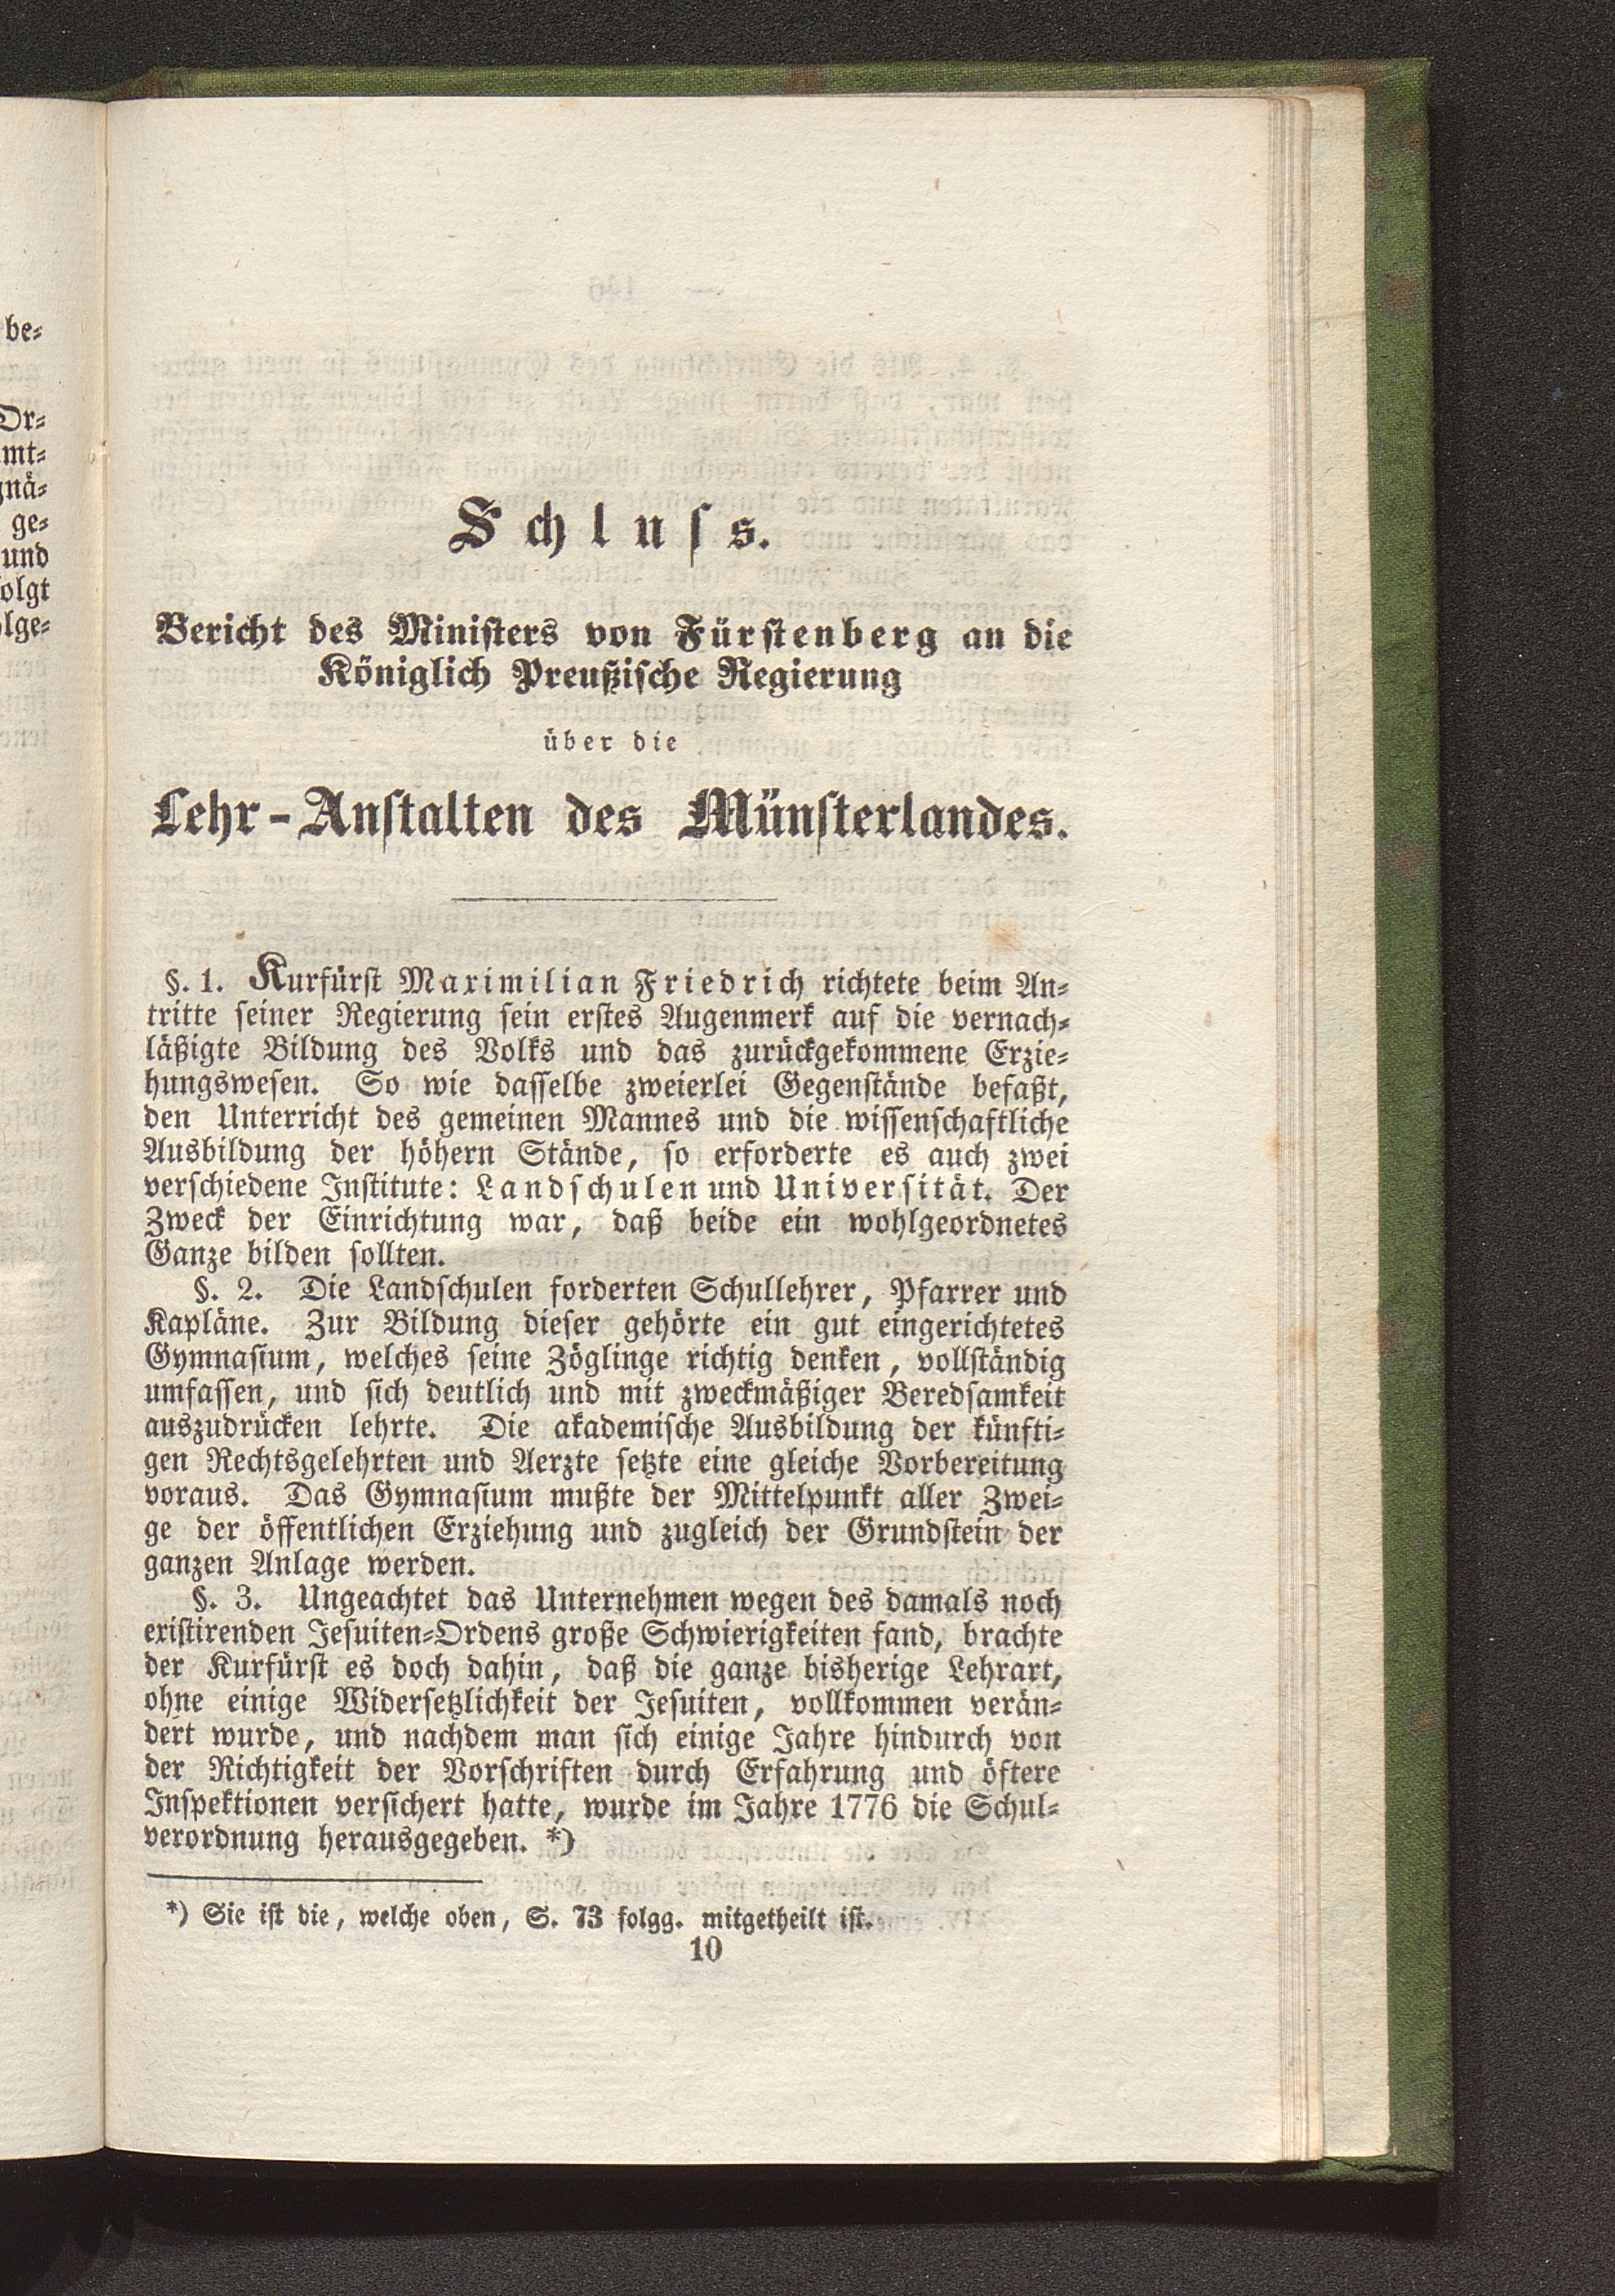 be=
Or=
mt=
gnä=
ge=
und
folgt
lge=
Schluſs.
Bericht des Miniſters von Fürſtenberg an die
Königlich Preußiſche Regierung
über die
Lehr-Anſtalten des Münſterlandes.
§. 1. Kurfürſt Maximilian Friedrich richtete beim An=
tritte ſeiner Regierung ſein erſtes Augenmerk auf die vernach=
läßigte Bildung des Volks und das zurückgekommene Erzie=
hungsweſen. So wie daſſelbe zweierlei Gegenſtände befaßt,
den Unterricht des gemeinen Mannes und die wiſſenſchaftliche
Ausbildung der höhern Stände, ſo erforderte es auch zwei
verſchiedene Inſtitute: Landſchulen und Univerſität. Der
Zweck der Einrichtung war, daß beide ein wohlgeordnetes
Ganze bilden ſollten.
§. 2. Die Landſchulen forderten Schullehrer, Pfarrer und
Kapläne. Zur Bildung dieſer gehörte ein gut eingerichtetes
Gymnaſium, welches ſeine Zöglinge richtig denken, vollſtändig
umfaſſen, und ſich deutlich und mit zweckmäßiger Beredſamkeit
auszudrücken lehrte. Die akademiſche Ausbildung der künfti=
gen Rechtsgelehrten und Aerzte ſetzte eine gleiche Vorbereitung
voraus. Das Gymnaſium mußte der Mittelpunkt aller Zwei=
ge der öffentlichen Erziehung und zugleich der Grundſtein der
ganzen Anlage werden.
§. 3. Ungeachtet das Unternehmen wegen des damals noch
exiſtirenden Jeſuiten=Ordens große Schwierigkeiten fand, brachte
der Kurfürſt es doch dahin, daß die ganze bisherige Lehrart,
ohne einige Widerſetzlichkeit der Jeſuiten, vollkommen verän=
dert wurde, und nachdem man ſich einige Jahre hindurch von
der Richtigkeit der Vorſchriften durch Erfahrung und öftere
Inſpektionen verſichert hatte, wurde im Jahre 1776 die Schul=
verordnung herausgegeben. *)
*) Sie iſt die, welche oben, S. 73 folgg. mitgetheilt iſt.
10